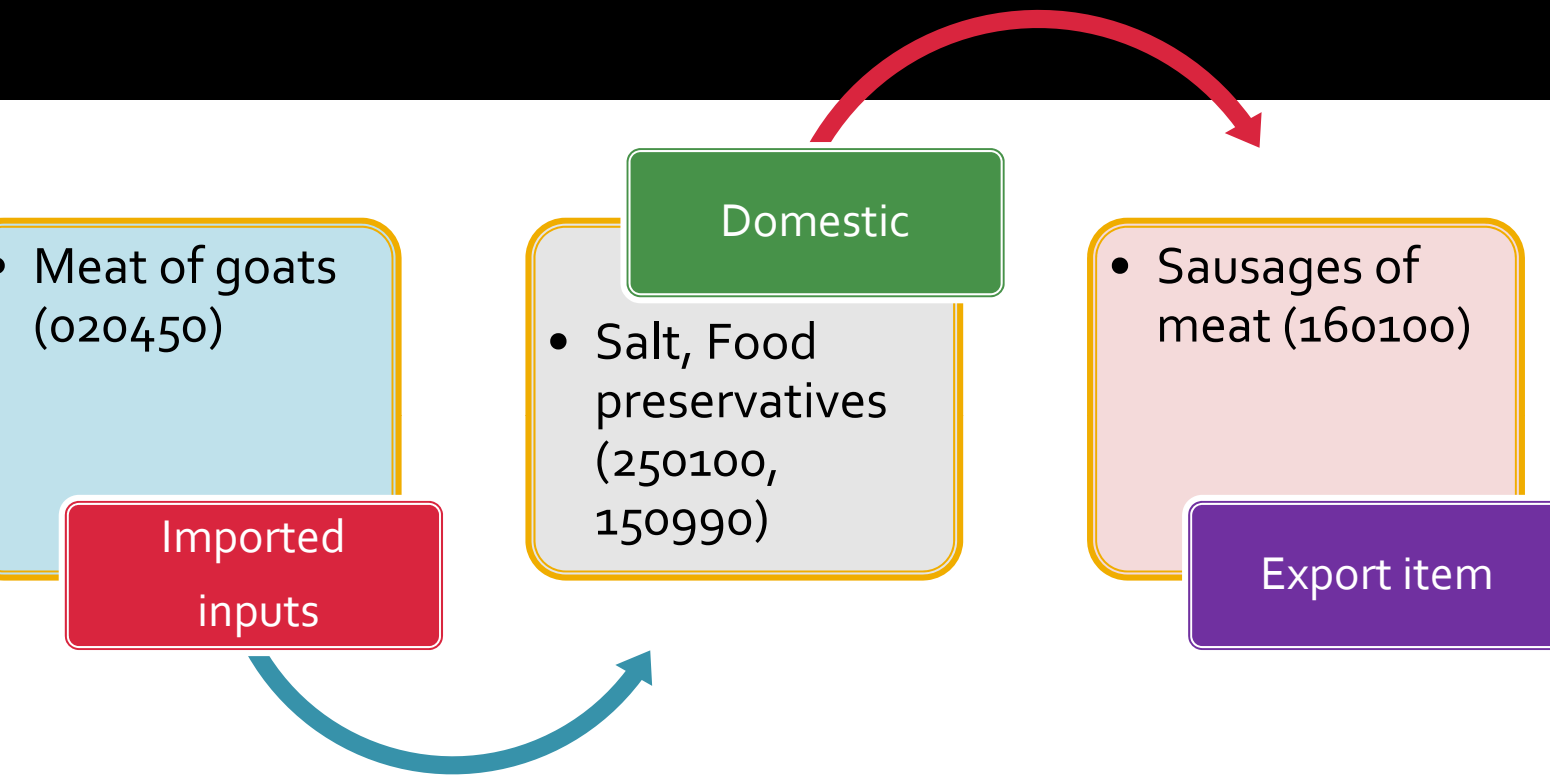 • Meat of goats
(020450)
Imported
inputs
Domestic
• Salt, Food
preservatives
(250100,
150990)
• Sausages of
meat (160100)
Export item